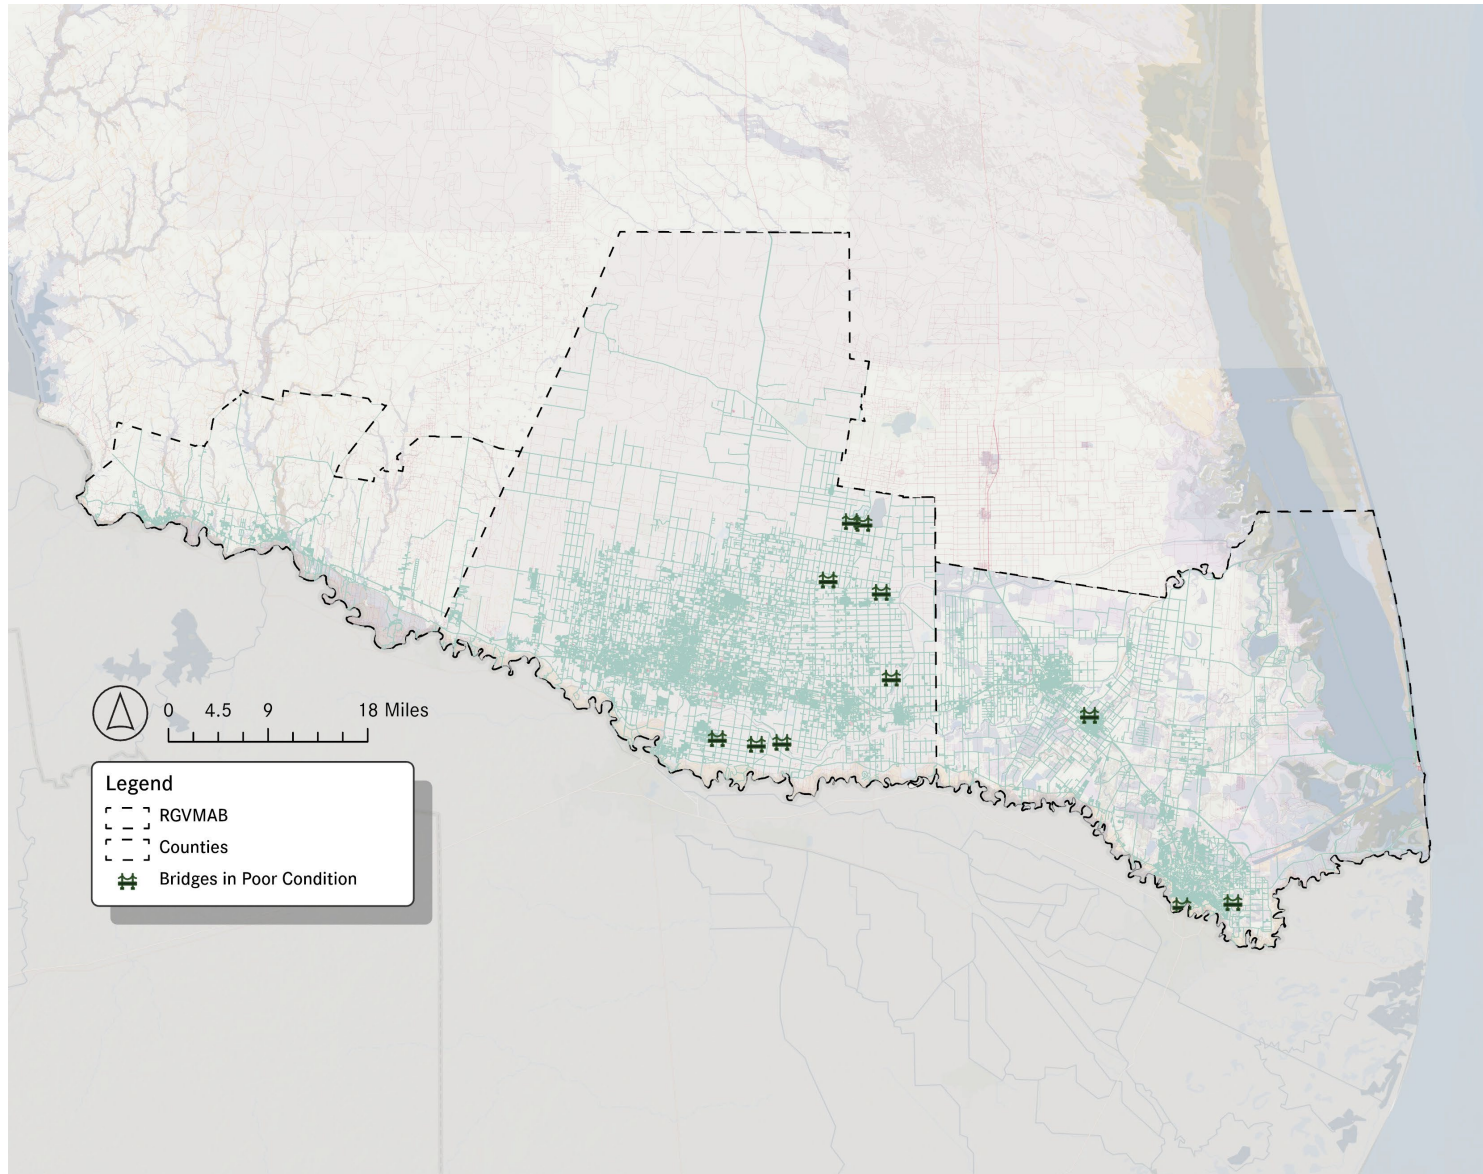 0 4.5 9 18 Miles
Legend
RGVMAB
Counties
Bridges in Poor Condition